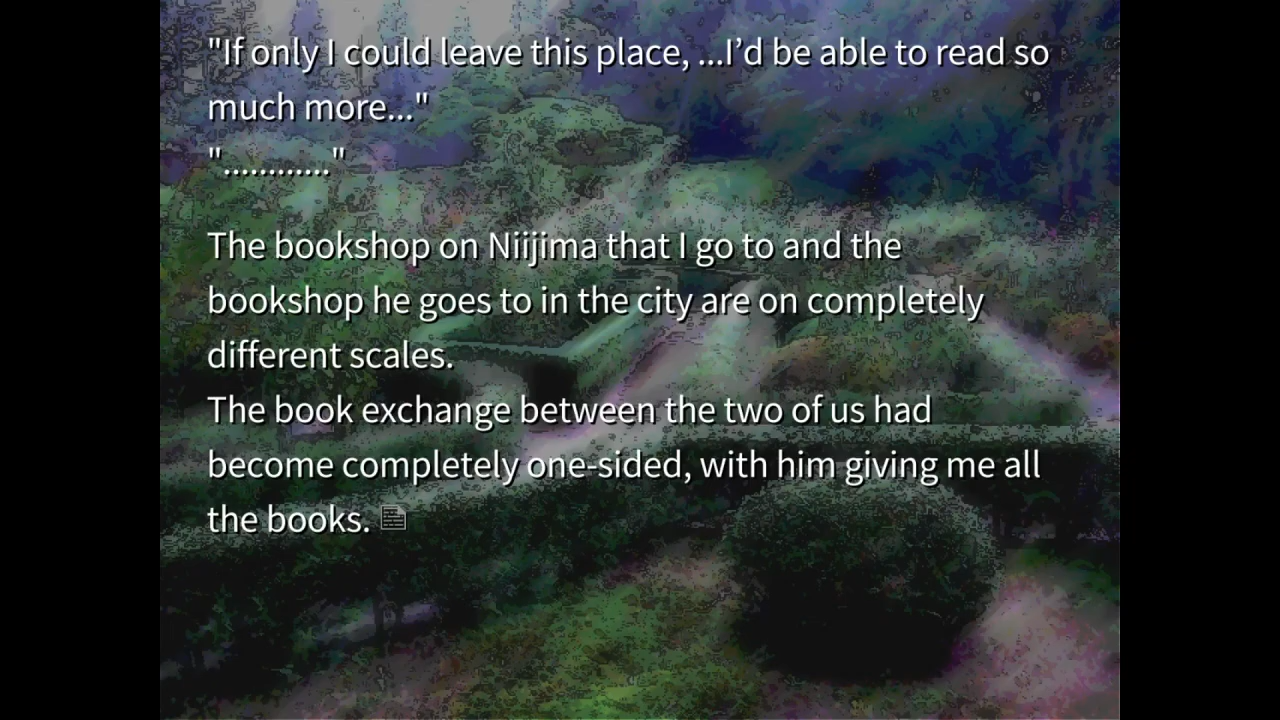 "If only I could leave this place, ...I’d be able to read so
much more..."
"............"
The bookshop on Niijima that I go to and the
bookshop he goes to in the city are on completely
different scales.
The book exchange between the two of us had
become completely one-sided, with him giving me all
the books.